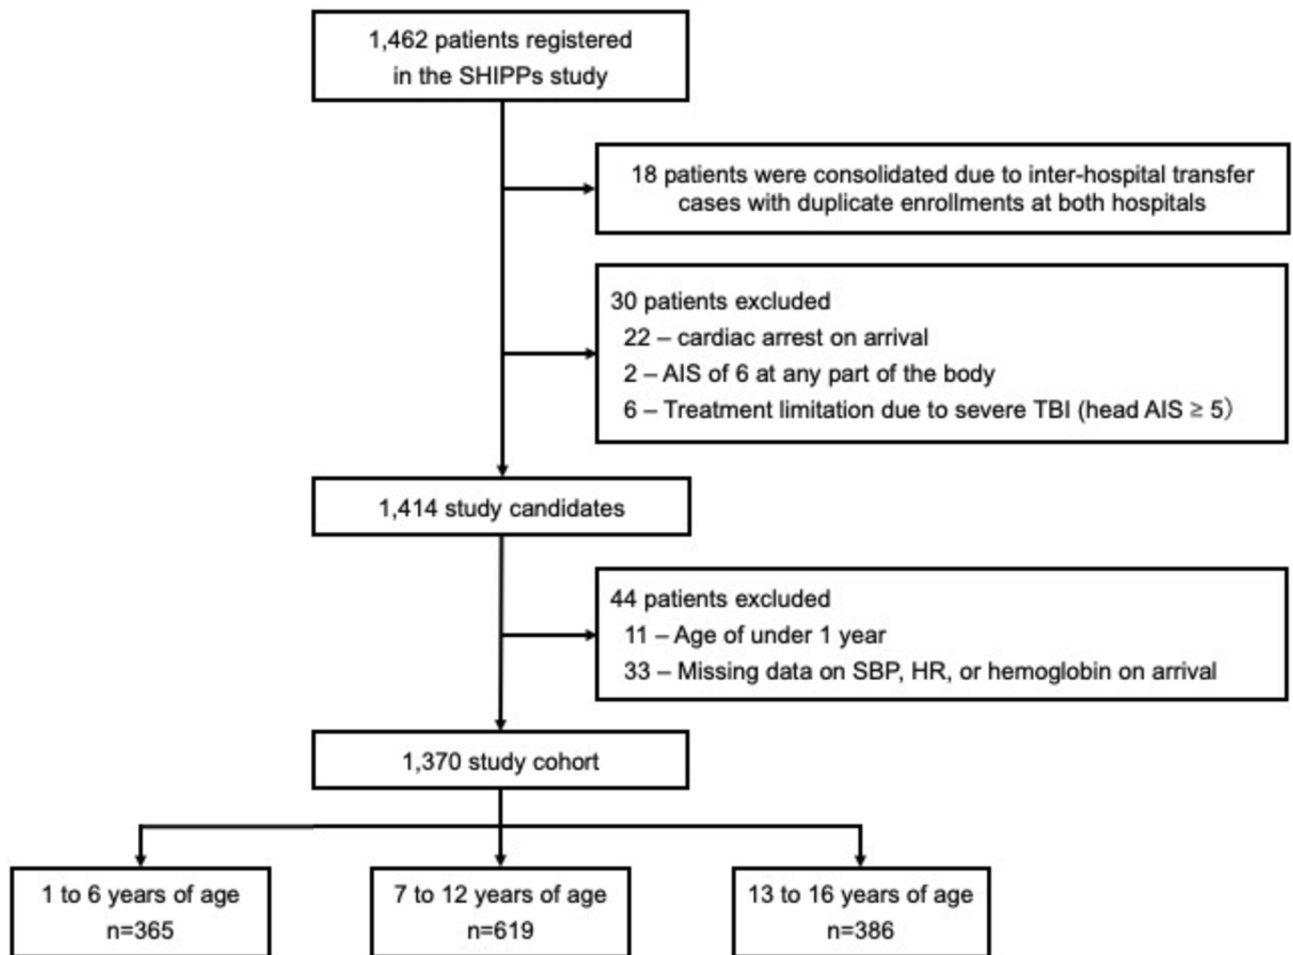 1,462 patients registered
in the SHIPPs study
18 patients were consolidated due to inter-hospital transfer
cases with duplicate enrollments at both hospitals
30 patients excluded
22 – cardiac arrest on arrival
2 – AIS of 6 at any part of the body
6 – Treatment limitation due to severe TBI (head AIS ≥ 5）
1,414 study candidates
44 patients excluded
11 – Age of under 1 year
33 – Missing data on SBP, HR, or hemoglobin on arrival
1,370 study cohort
1 to 6 years of age
n=365
7 to 12 years of age
n=619
13 to 16 years of age
n=386